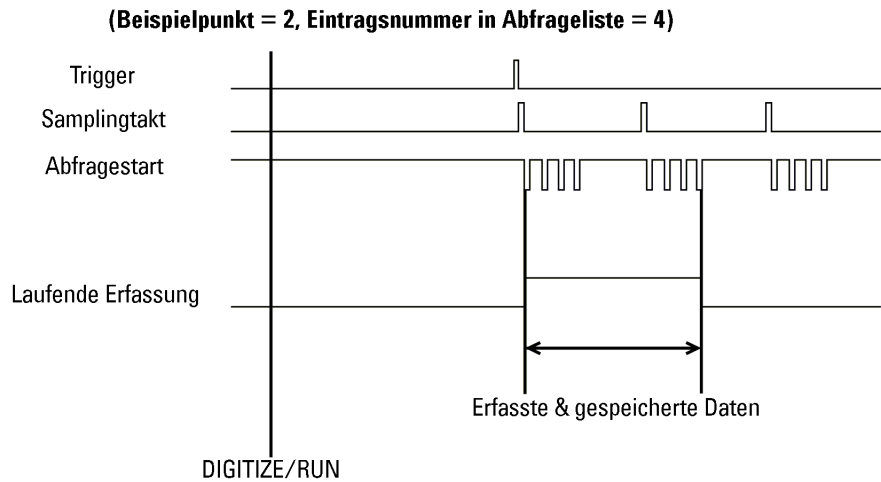 (Beispielpunkt = 2, Eintragsnummer in Abfrageliste = 4)
Trigger
Samplingtakt
Abfragestart
Laufende Erfassung
Erfasste & gespeicherte Daten
DIGITIZE/RUN